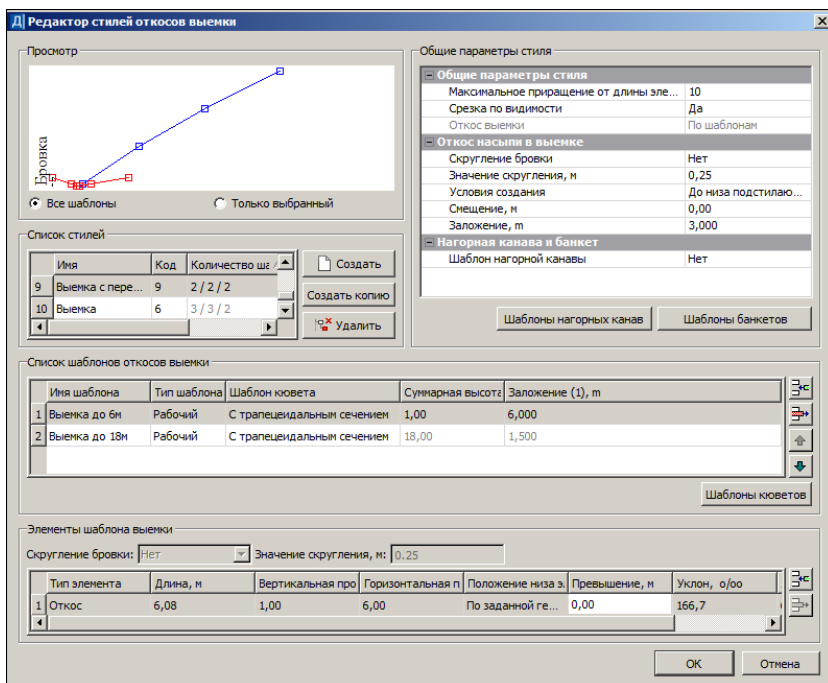 Редактор стилей откосов выемки
Просмотр
Бровка
Все шаблоны
Только выбранный
Общие параметры стиля
Общие параметры стиля
Максимальное приращение от длины эле... 10
Срезка по видимости Да
Откос выемки По шаблонам
Откос насыпи в выемке
Скругление бровки Нет
Значение скругления, м 0,25
Условия создания До низа подстилаю...
Смещение, м 0,00
Заложение, m 3,000
Нагорная канава и банкет
Шаблон нагорной канавы Нет
Шаблоны нагорных канав Шаблоны банкетов
Список стилей
Имя Код Количество ша
9 Выемка с пере... 9 2 / 2 / 2
10 Выемка 6 3 / 3 / 2
Создать
Создать копию
Удалить
Список шаблонов откосов выемки
Имя шаблона Тип шаблона Шаблон кювета Суммарная высота Заложение (1), m
1 Выемка до 6м Рабочий С трапецеидальным сечением 1,00 6,000
2 Выемка до 18м Рабочий С трапецеидальным сечением 18,00 1,500
Шаблоны кюветов
Элементы шаблона выемки
Скругление бровки: Нет Значение скругления, м: 0.25
Тип элемента Длина, м Вертикальная про Горизонтальная п Положение низа э. Превышение, м Уклон, о/оо
1 Откос 6,08 1,00 6,00 По заданной ге... 0,00 166,7
OK Отмена